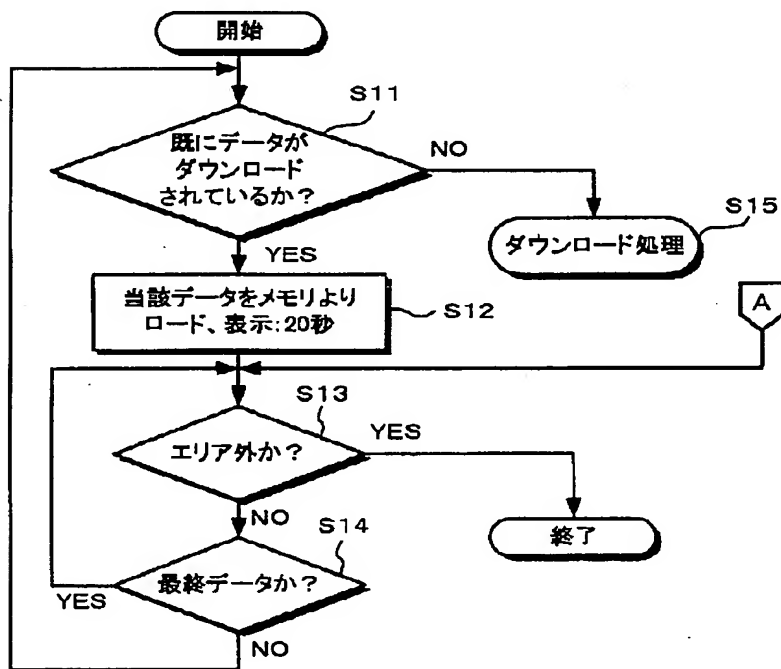 開始
S11
既にデータが
ダウンロード
されているか?
NO
S15
ダウンロード処理
YES
当該データをメモリより
ロード、表示:20秒
S12
A
S13
エリア外か?
YES
NO
終了
S14
最終データか?
YES
NO